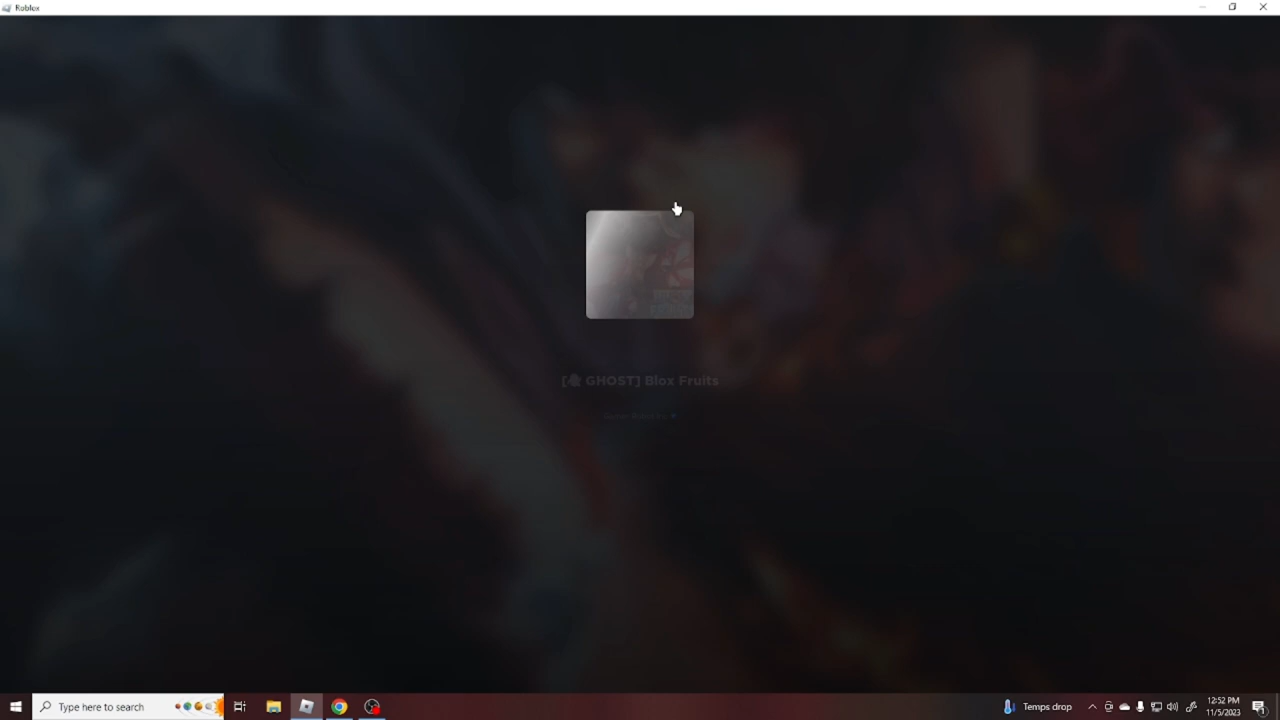 Roblox
[👻 GHOST] Blox Fruits
Type here to search
Temps drop
12:52 PM
11/5/2023